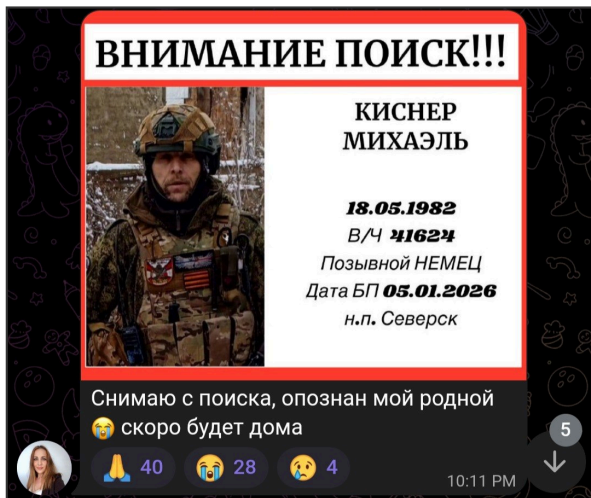 ВНИМАНИЕ ПОИСК!!!
КИСНЕР
МИХАЭЛЬ
18.05.1982
В/Ч 41624
Позывной НЕМЕЦ
Дата БП 05.01.2026
н.п. Северск
Снимаю с поиска, опознан мой родной
😭 скоро будет дома
🙏 40 😭 28 😢 4
10:11 PM
5